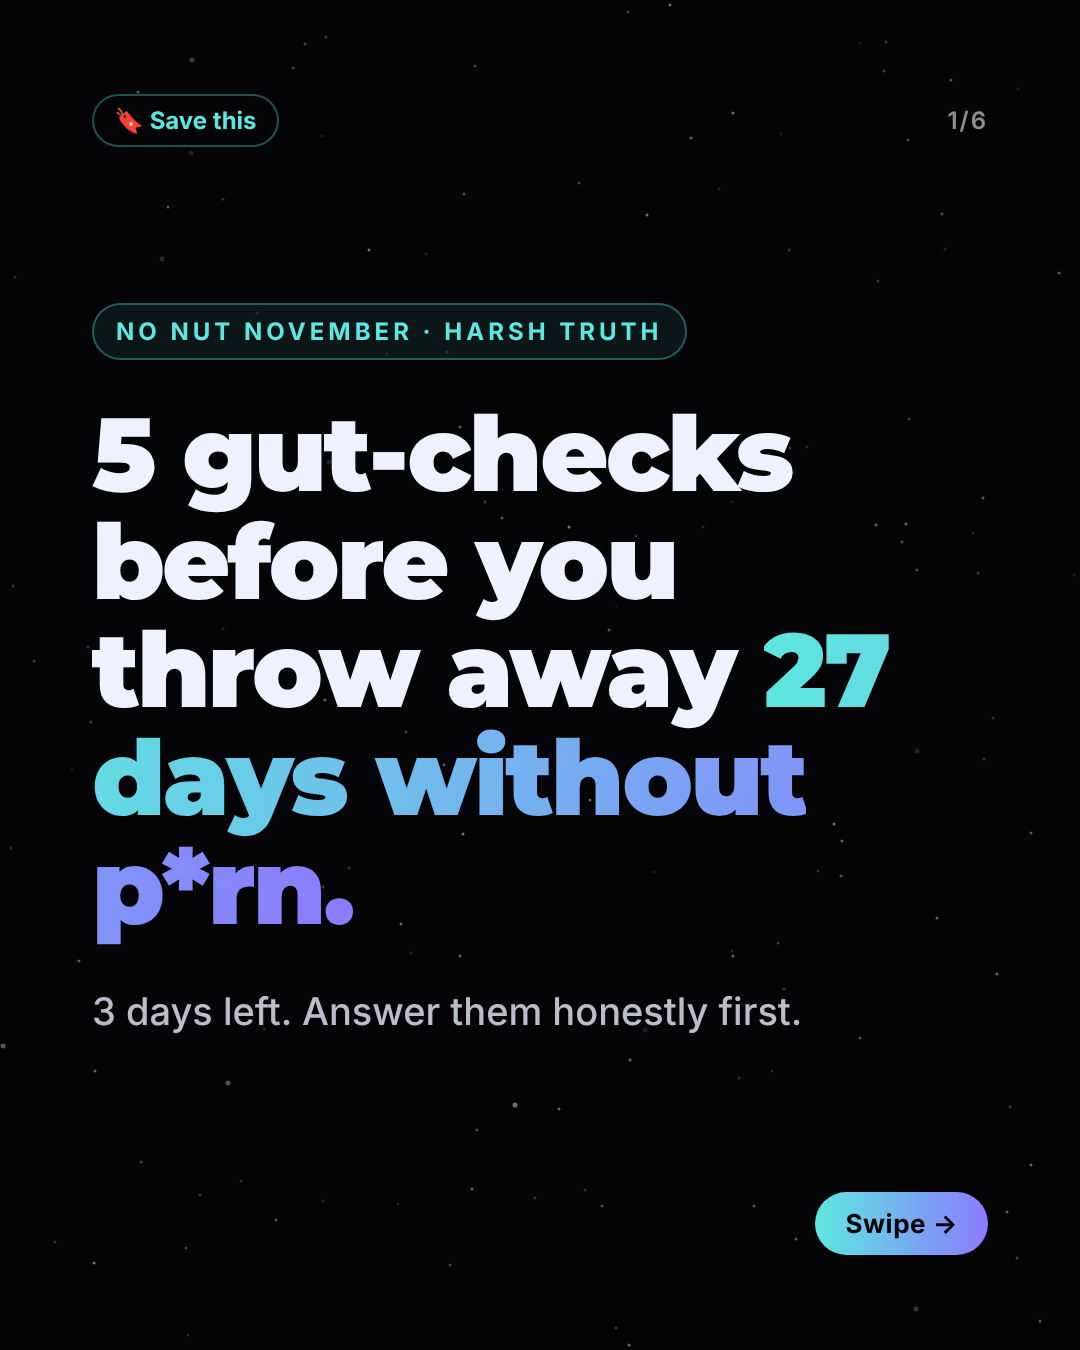 🔖 Save this
1/6
NO NUT NOVEMBER · HARSH TRUTH
5 gut-checks
before you
throw away 27
days without
p*rn.
3 days left. Answer them honestly first.
Swipe →